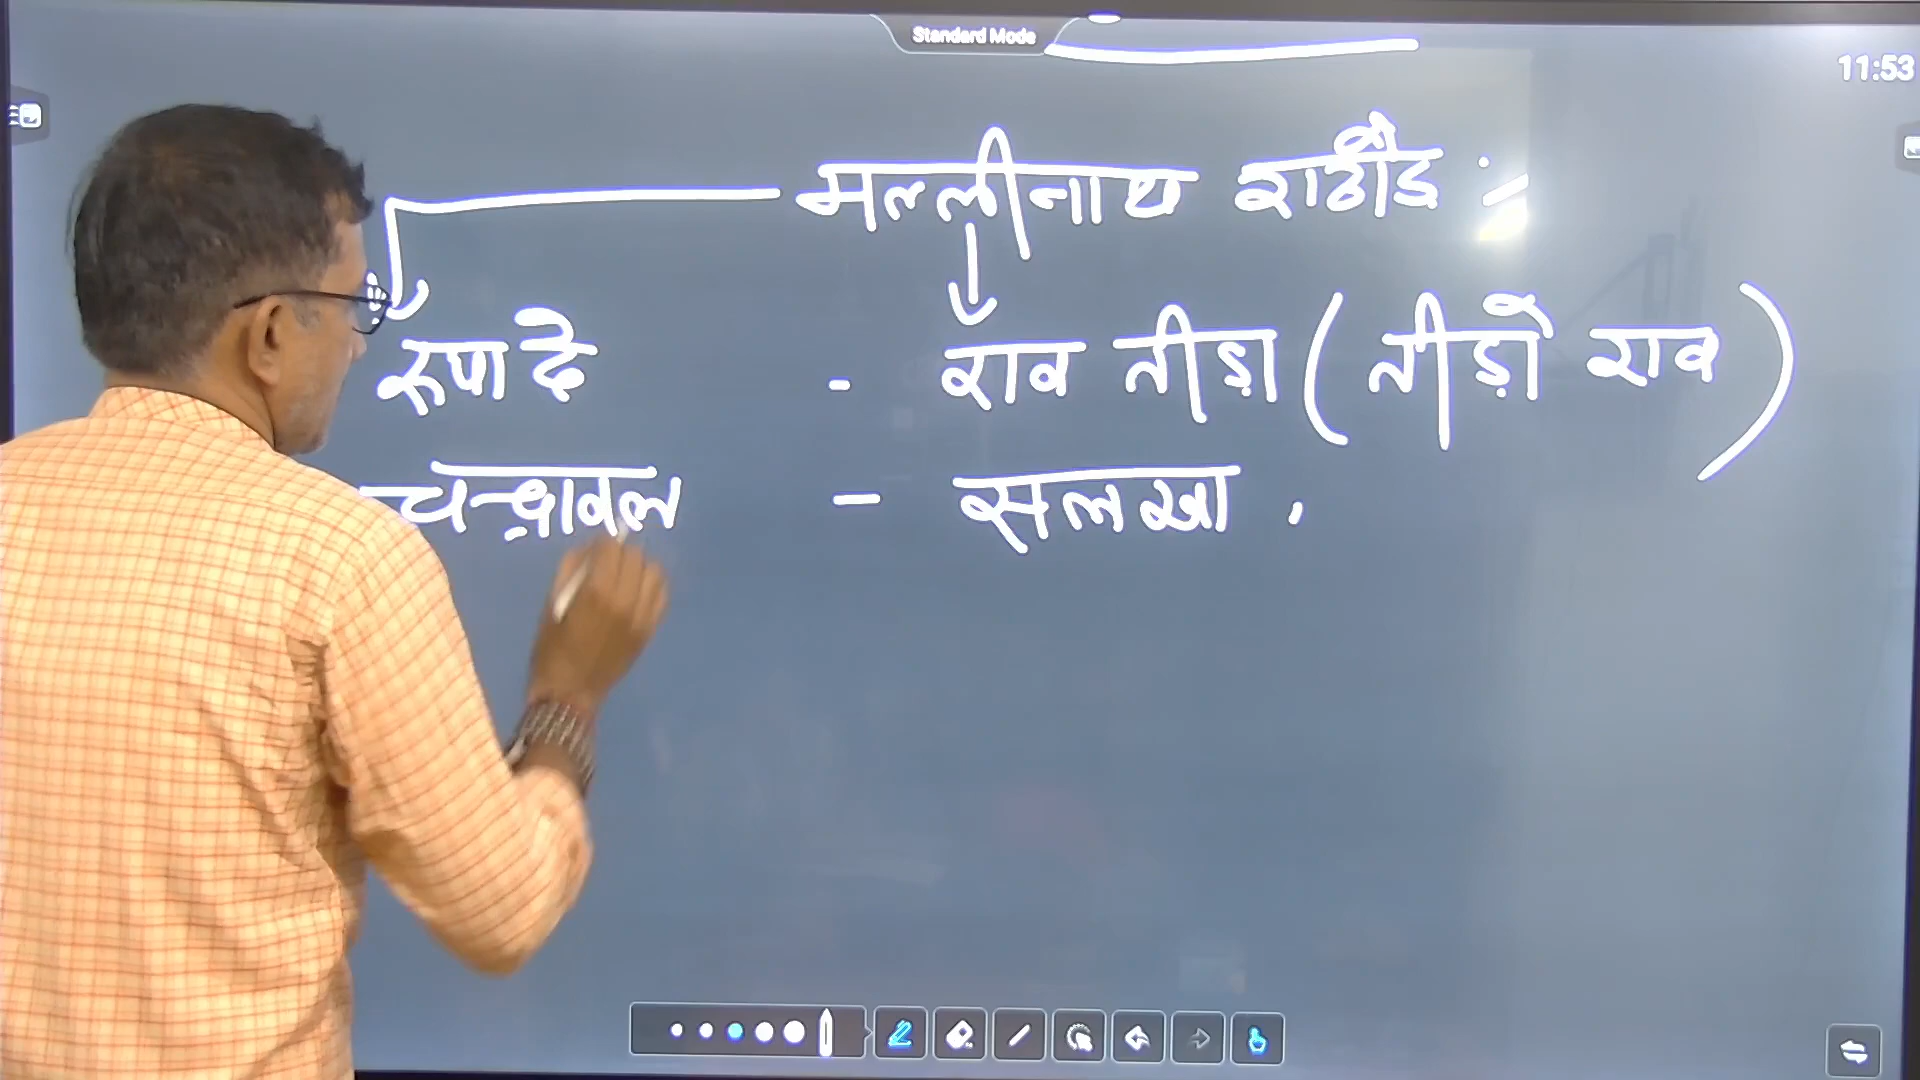 Standard Mode
11:53
मल्लीनाथ राठौड :-
रुपादे - राव तीड़ा ( तीड़ौ राव )
चन्द्रावल - सलखा .